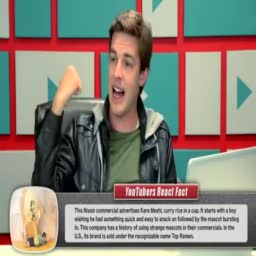 YouTubers React Fact
This Nissin commercial advertises Kare Meshi, curry rice in a cup. It starts with a boy
wishing he had something quick and easy to snack on followed by the mascot bursting
in. This company has a history of using strange mascots in their commercials. In the
U.S., its brand is sold under the recognizable name Top Ramen.